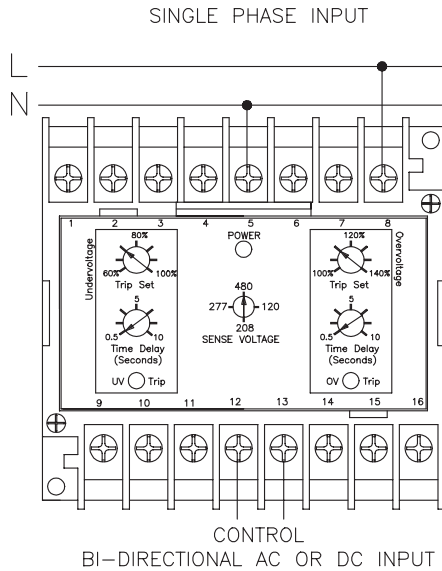 SINGLE PHASE INPUT
L
N
1 2 3 4 5 6 7 8
Undervoltage
80%
60% 100%
Trip Set
5
0.5 10
Time Delay
(Seconds)
UV Trip
POWER
480
277 120
208
SENSE VOLTAGE
Overvoltage
120%
100% 140%
Trip Set
5
0.5 10
Time Delay
(Seconds)
OV Trip
9 10 11 12 13 14 15 16
CONTROL
BI-DIRECTIONAL AC OR DC INPUT